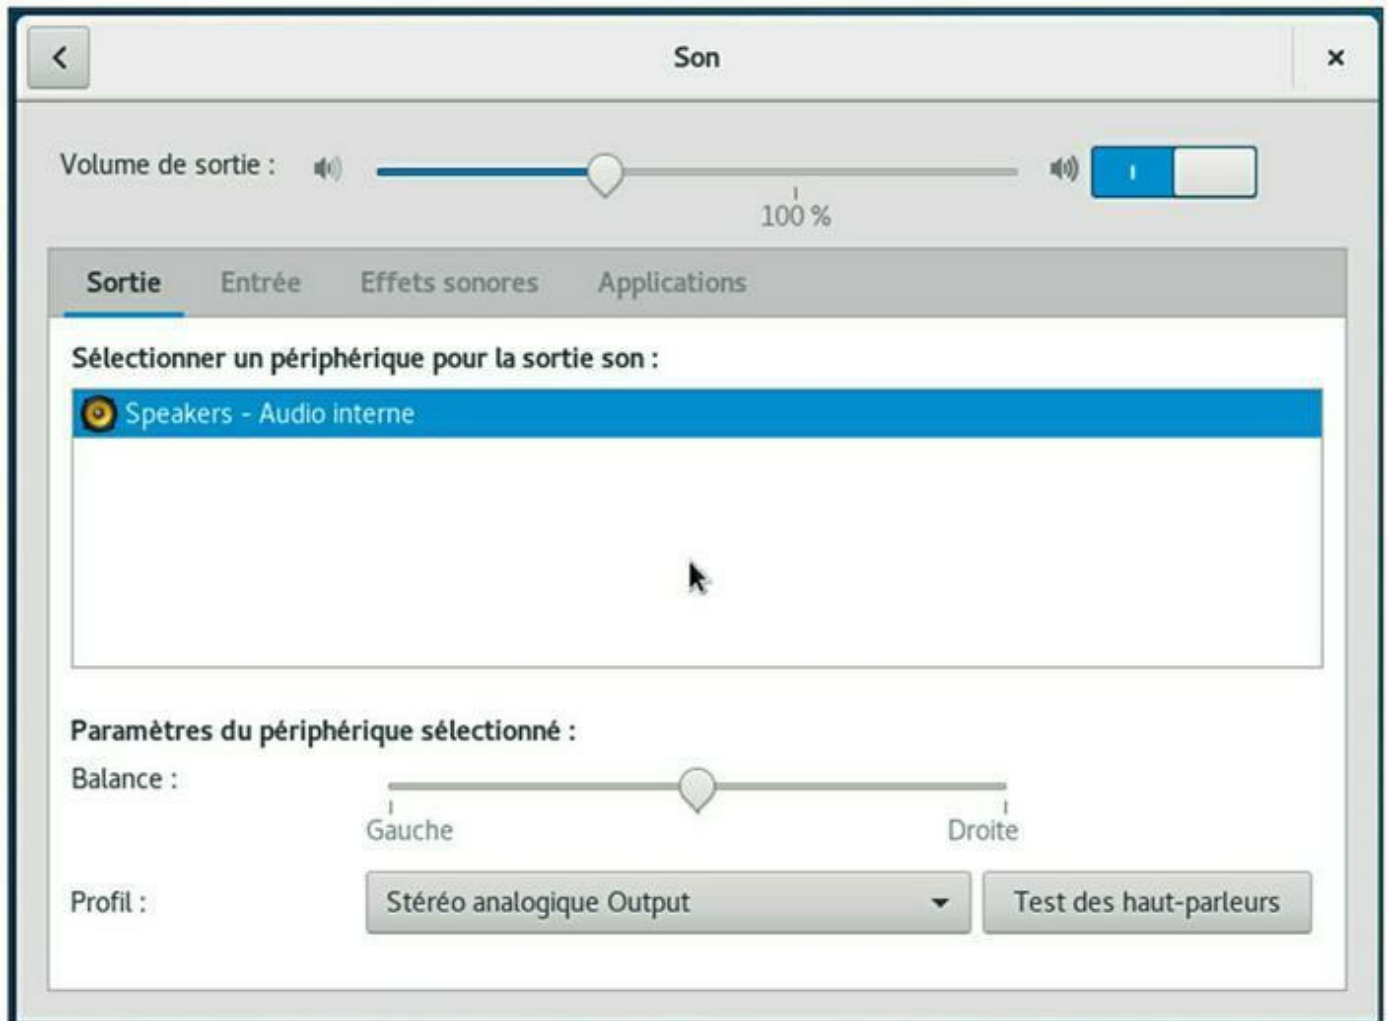 Son
Volume de sortie :
100 %
Sortie Entrée Effets sonores Applications
Sélectionner un périphérique pour la sortie son :
Speakers - Audio interne
Paramètres du périphérique sélectionné :
Balance :
Gauche Droite
Profil : Stéréo analogique Output Test des haut-parleurs